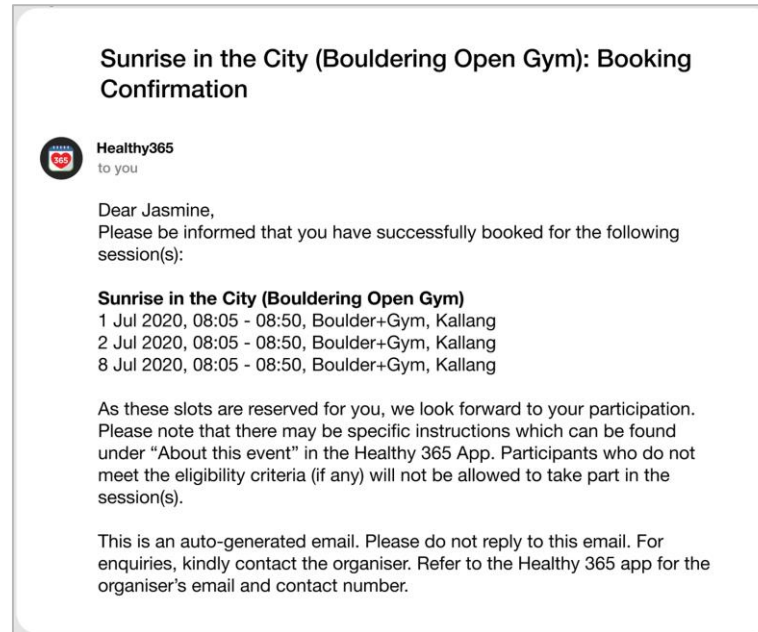 Sunrise in the City (Bouldering Open Gym): Booking
Confirmation
365
Healthy365
to you
Dear Jasmine,
Please be informed that you have successfully booked for the following
session(s):
Sunrise in the City (Bouldering Open Gym)
1 Jul 2020, 08:05 - 08:50, Boulder+Gym, Kallang
2 Jul 2020, 08:05 - 08:50, Boulder+Gym, Kallang
8 Jul 2020, 08:05 - 08:50, Boulder+Gym, Kallang
As these slots are reserved for you, we look forward to your participation.
Please note that there may be specific instructions which can be found
under “About this event” in the Healthy 365 App. Participants who do not
meet the eligibility criteria (if any) will not be allowed to take part in the
session(s).
This is an auto-generated email. Please do not reply to this email. For
enquiries, kindly contact the organiser. Refer to the Healthy 365 app for the
organiser’s email and contact number.